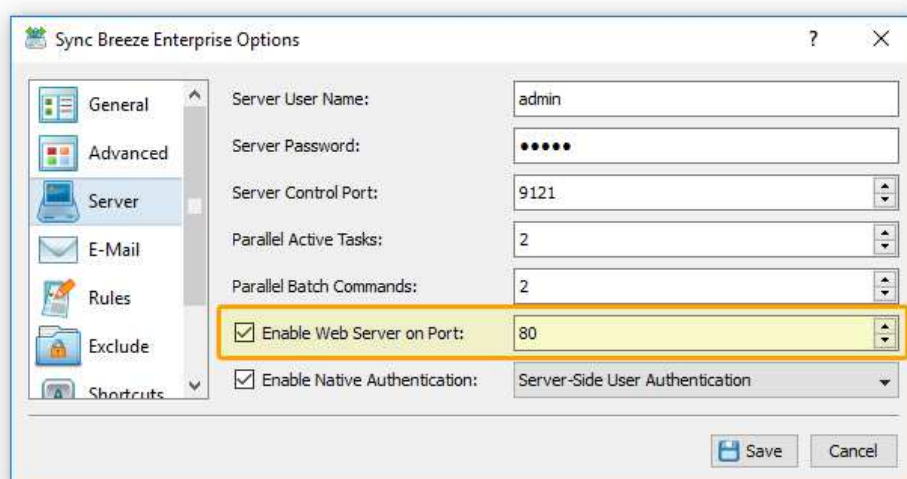 Sync Breeze Enterprise Options
?
General
Advanced
Server
E-Mail
Rules
Exclude
Shortcuts
Server User Name: admin
Server Password: •••••
Server Control Port: 9121
Parallel Active Tasks: 2
Parallel Batch Commands: 2
Enable Web Server on Port: 80
Enable Native Authentication: Server-Side User Authentication
Save Cancel